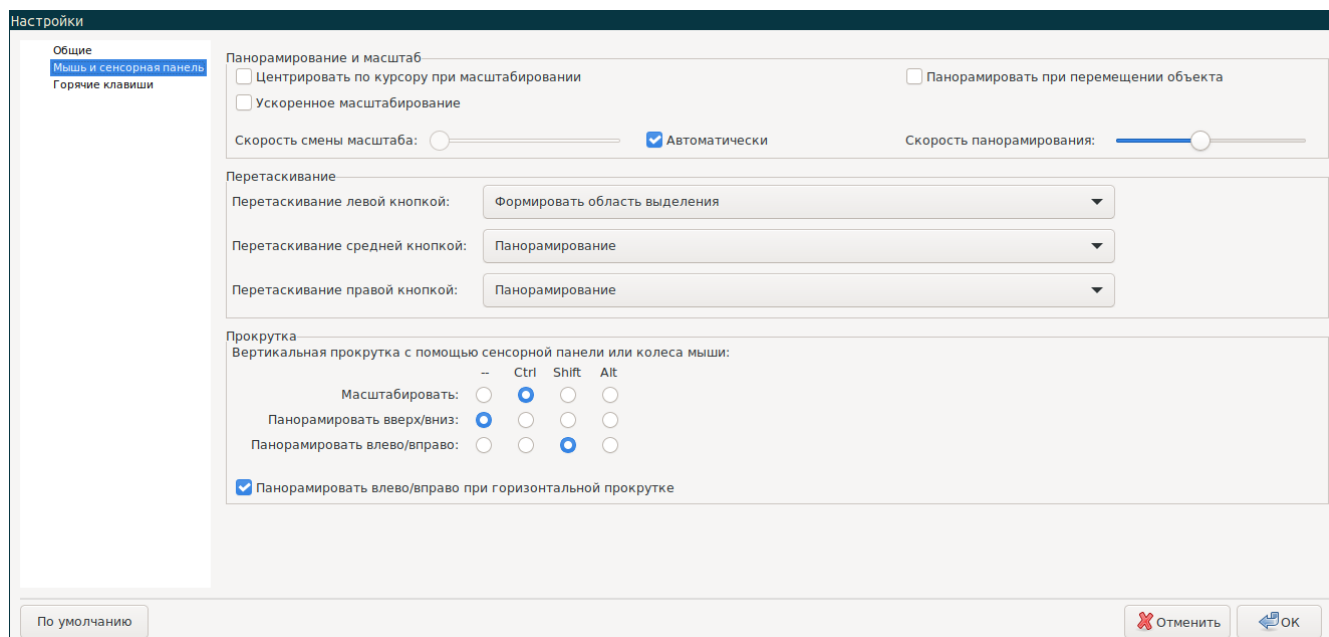 Настройки
Общие
Мышь и сенсорная панель
Горячие клавиши
Панорамирование и масштаб
Центрировать по курсору при масштабировании
Панорамировать при перемещении объекта
Ускоренное масштабирование
Скорость смены масштаба:
Автоматически
Скорость панорамирования:
Перетаскивание
Перетаскивание левой кнопкой: Формировать область выделения
Перетаскивание средней кнопкой: Панорамирование
Перетаскивание правой кнопкой: Панорамирование
Прокрутка
Вертикальная прокрутка с помощью сенсорной панели или колеса мыши:
-- Ctrl Shift Alt
Масштабировать:
Панорамировать вверх/вниз:
Панорамировать влево/вправо:
Панорамировать влево/вправо при горизонтальной прокрутке
По умолчанию
Отменить
ОК